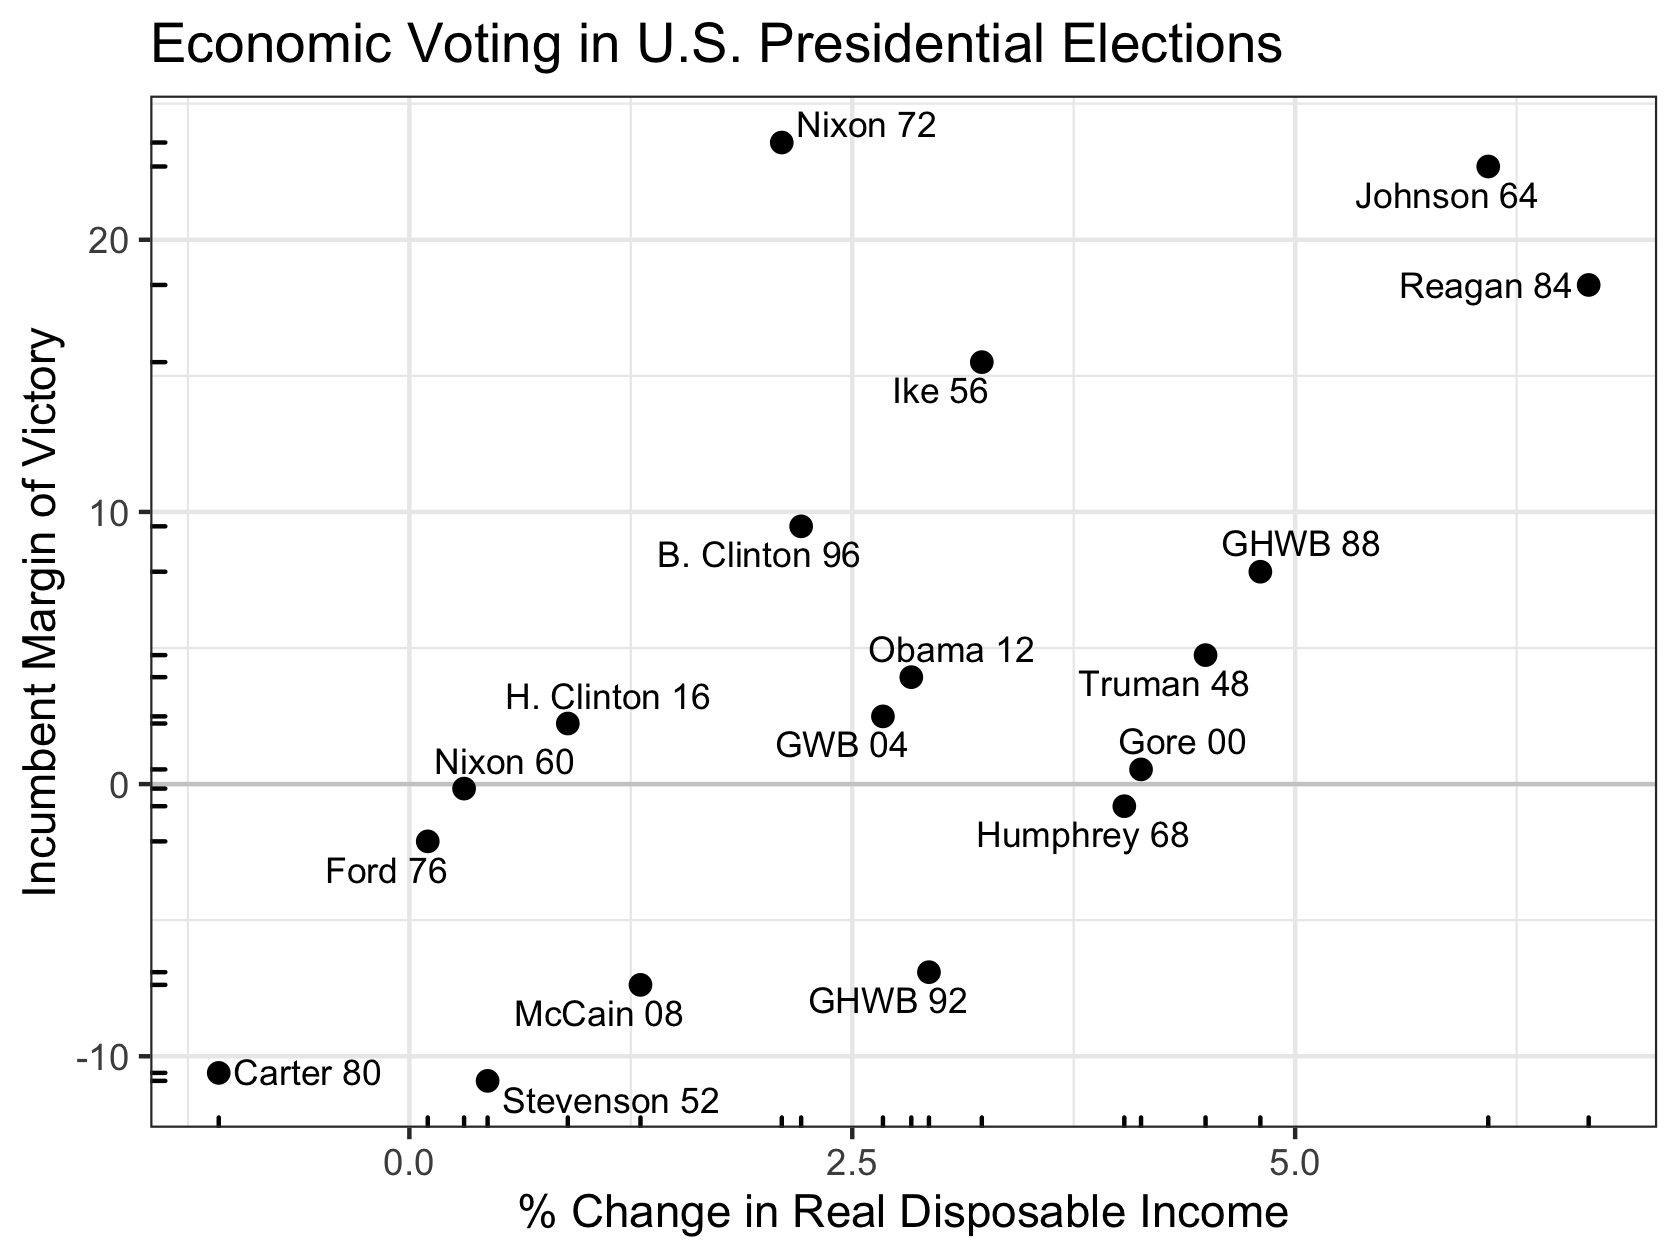 Economic Voting in U.S. Presidential Elections
Nixon 72
Johnson 64
20
Reagan 84
Ike 56
Incumbent Margin of Victory
10
B. Clinton 96
GHWB 88
Obama 12
Truman 48
H. Clinton 16
GWB 04
Gore 00
Nixon 60
0
Humphrey 68
Ford 76
McCain 08
GHWB 92
-10
Carter 80
Stevenson 52
0.0
2.5
5.0
% Change in Real Disposable Income